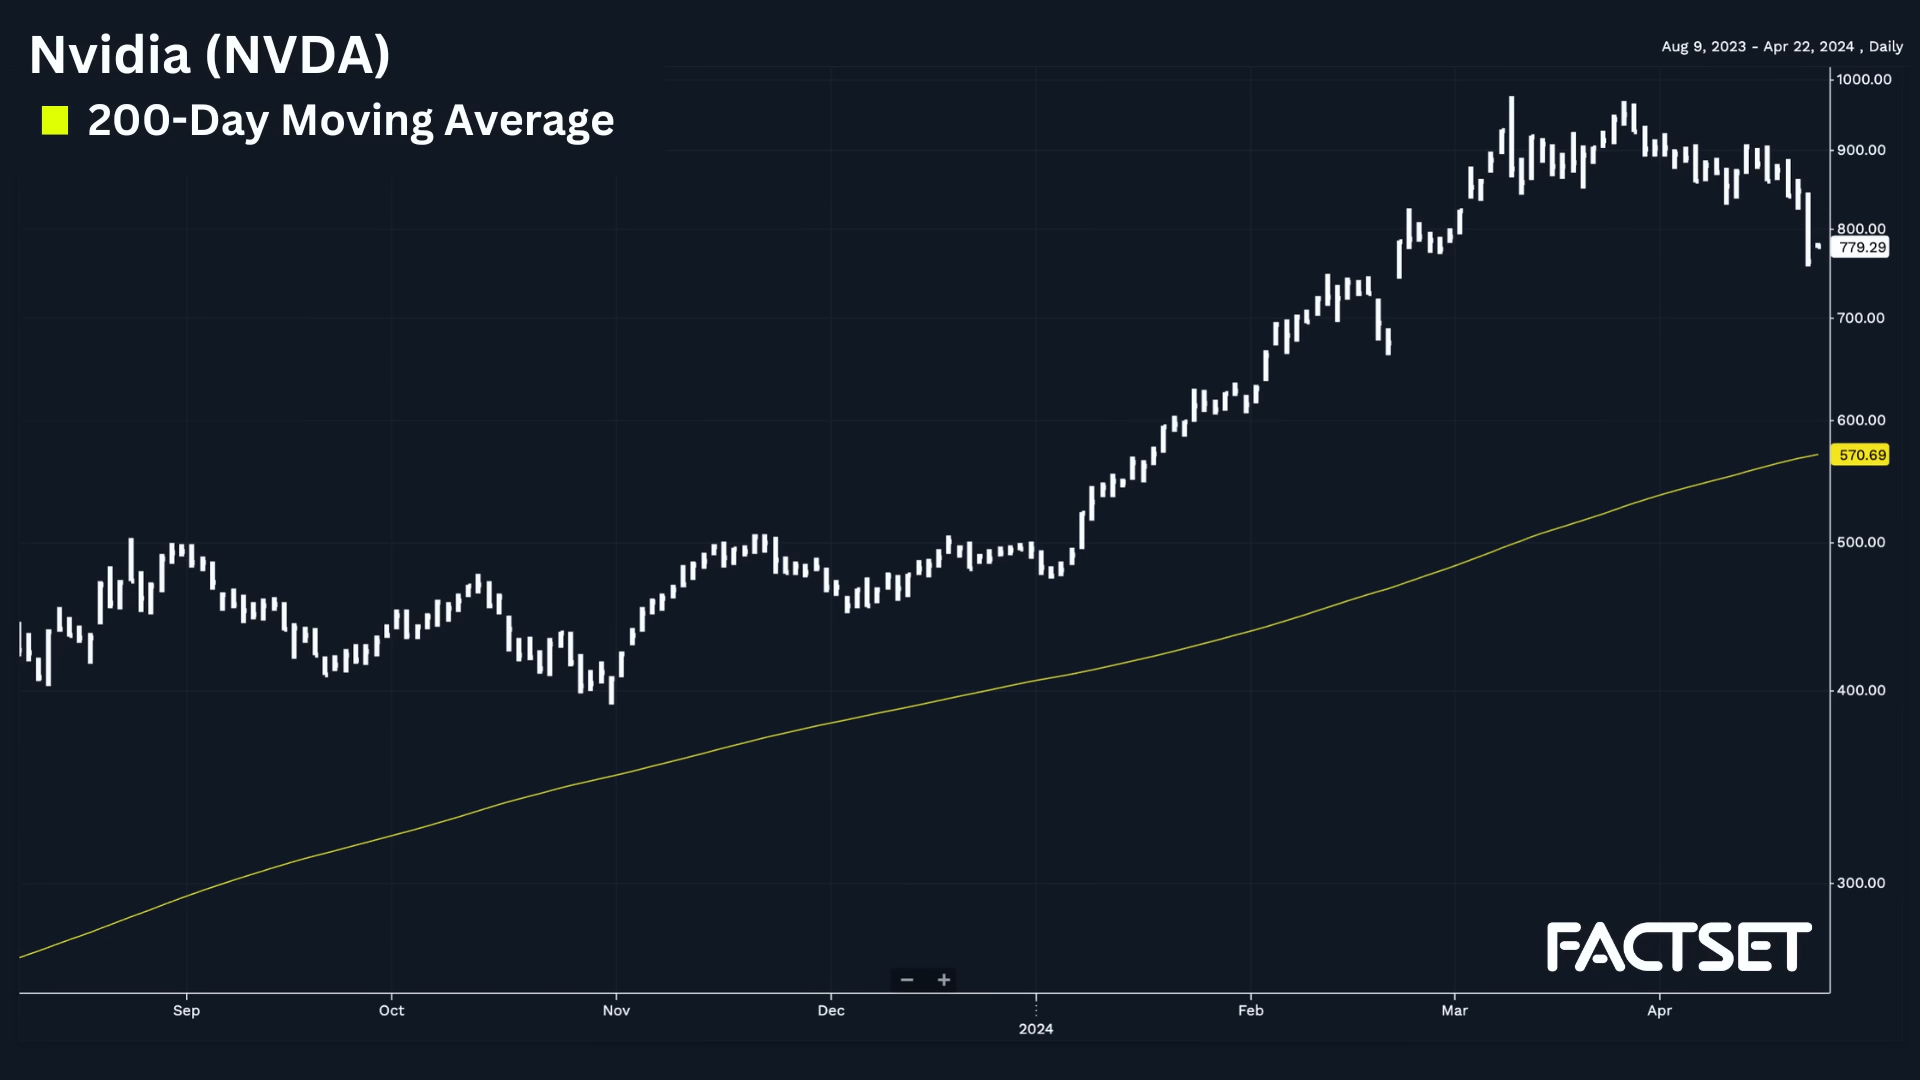 Nvidia (NVDA)
200-Day Moving Average
Aug 9, 2023 - Apr 22, 2024 , Daily
1000.00
900.00
800.00
779.29
700.00
600.00
570.69
500.00
400.00
300.00
FACTSET
− +
Sep Oct Nov Dec Feb Mar Apr
2024